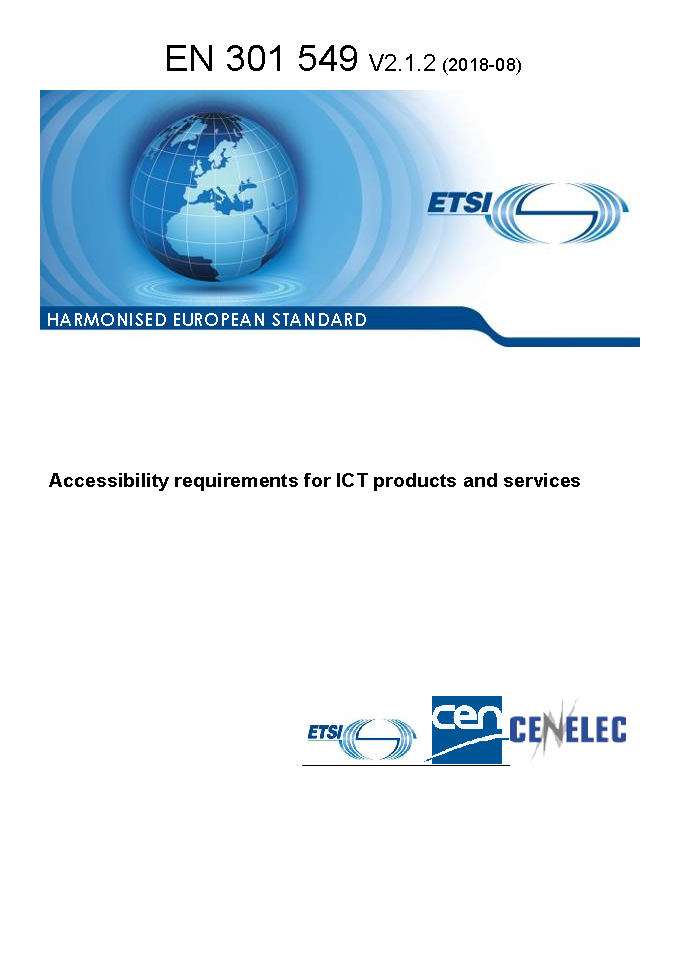 EN 301 549 V2.1.2 (2018-08)
ETSI
HARMONISED EUROPEAN STANDARD
Accessibility requirements for ICT products and services
ETSI
cen
CENELEC